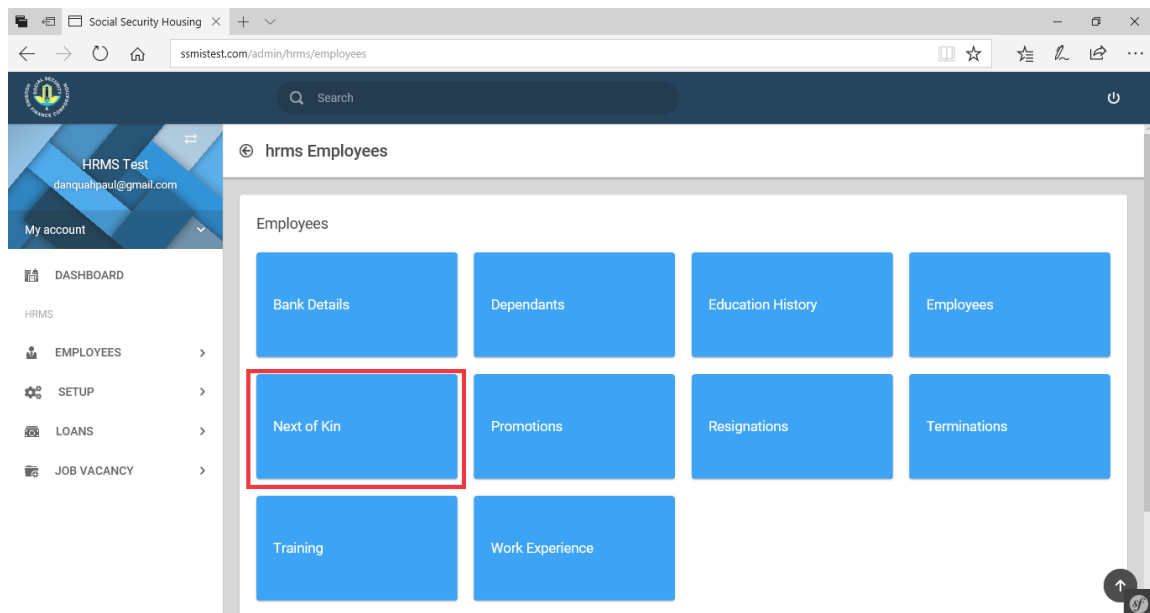 Social Security Housing
ssmistest.com/admin/hrms/employees
Search
HRMS Test
danquahpaul@gmail.com
My account
DASHBOARD
HRMS
EMPLOYEES
SETUP
LOANS
JOB VACANCY
hrms Employees
Employees
Bank Details
Dependants
Education History
Employees
Next of Kin
Promotions
Resignations
Terminations
Training
Work Experience
sf